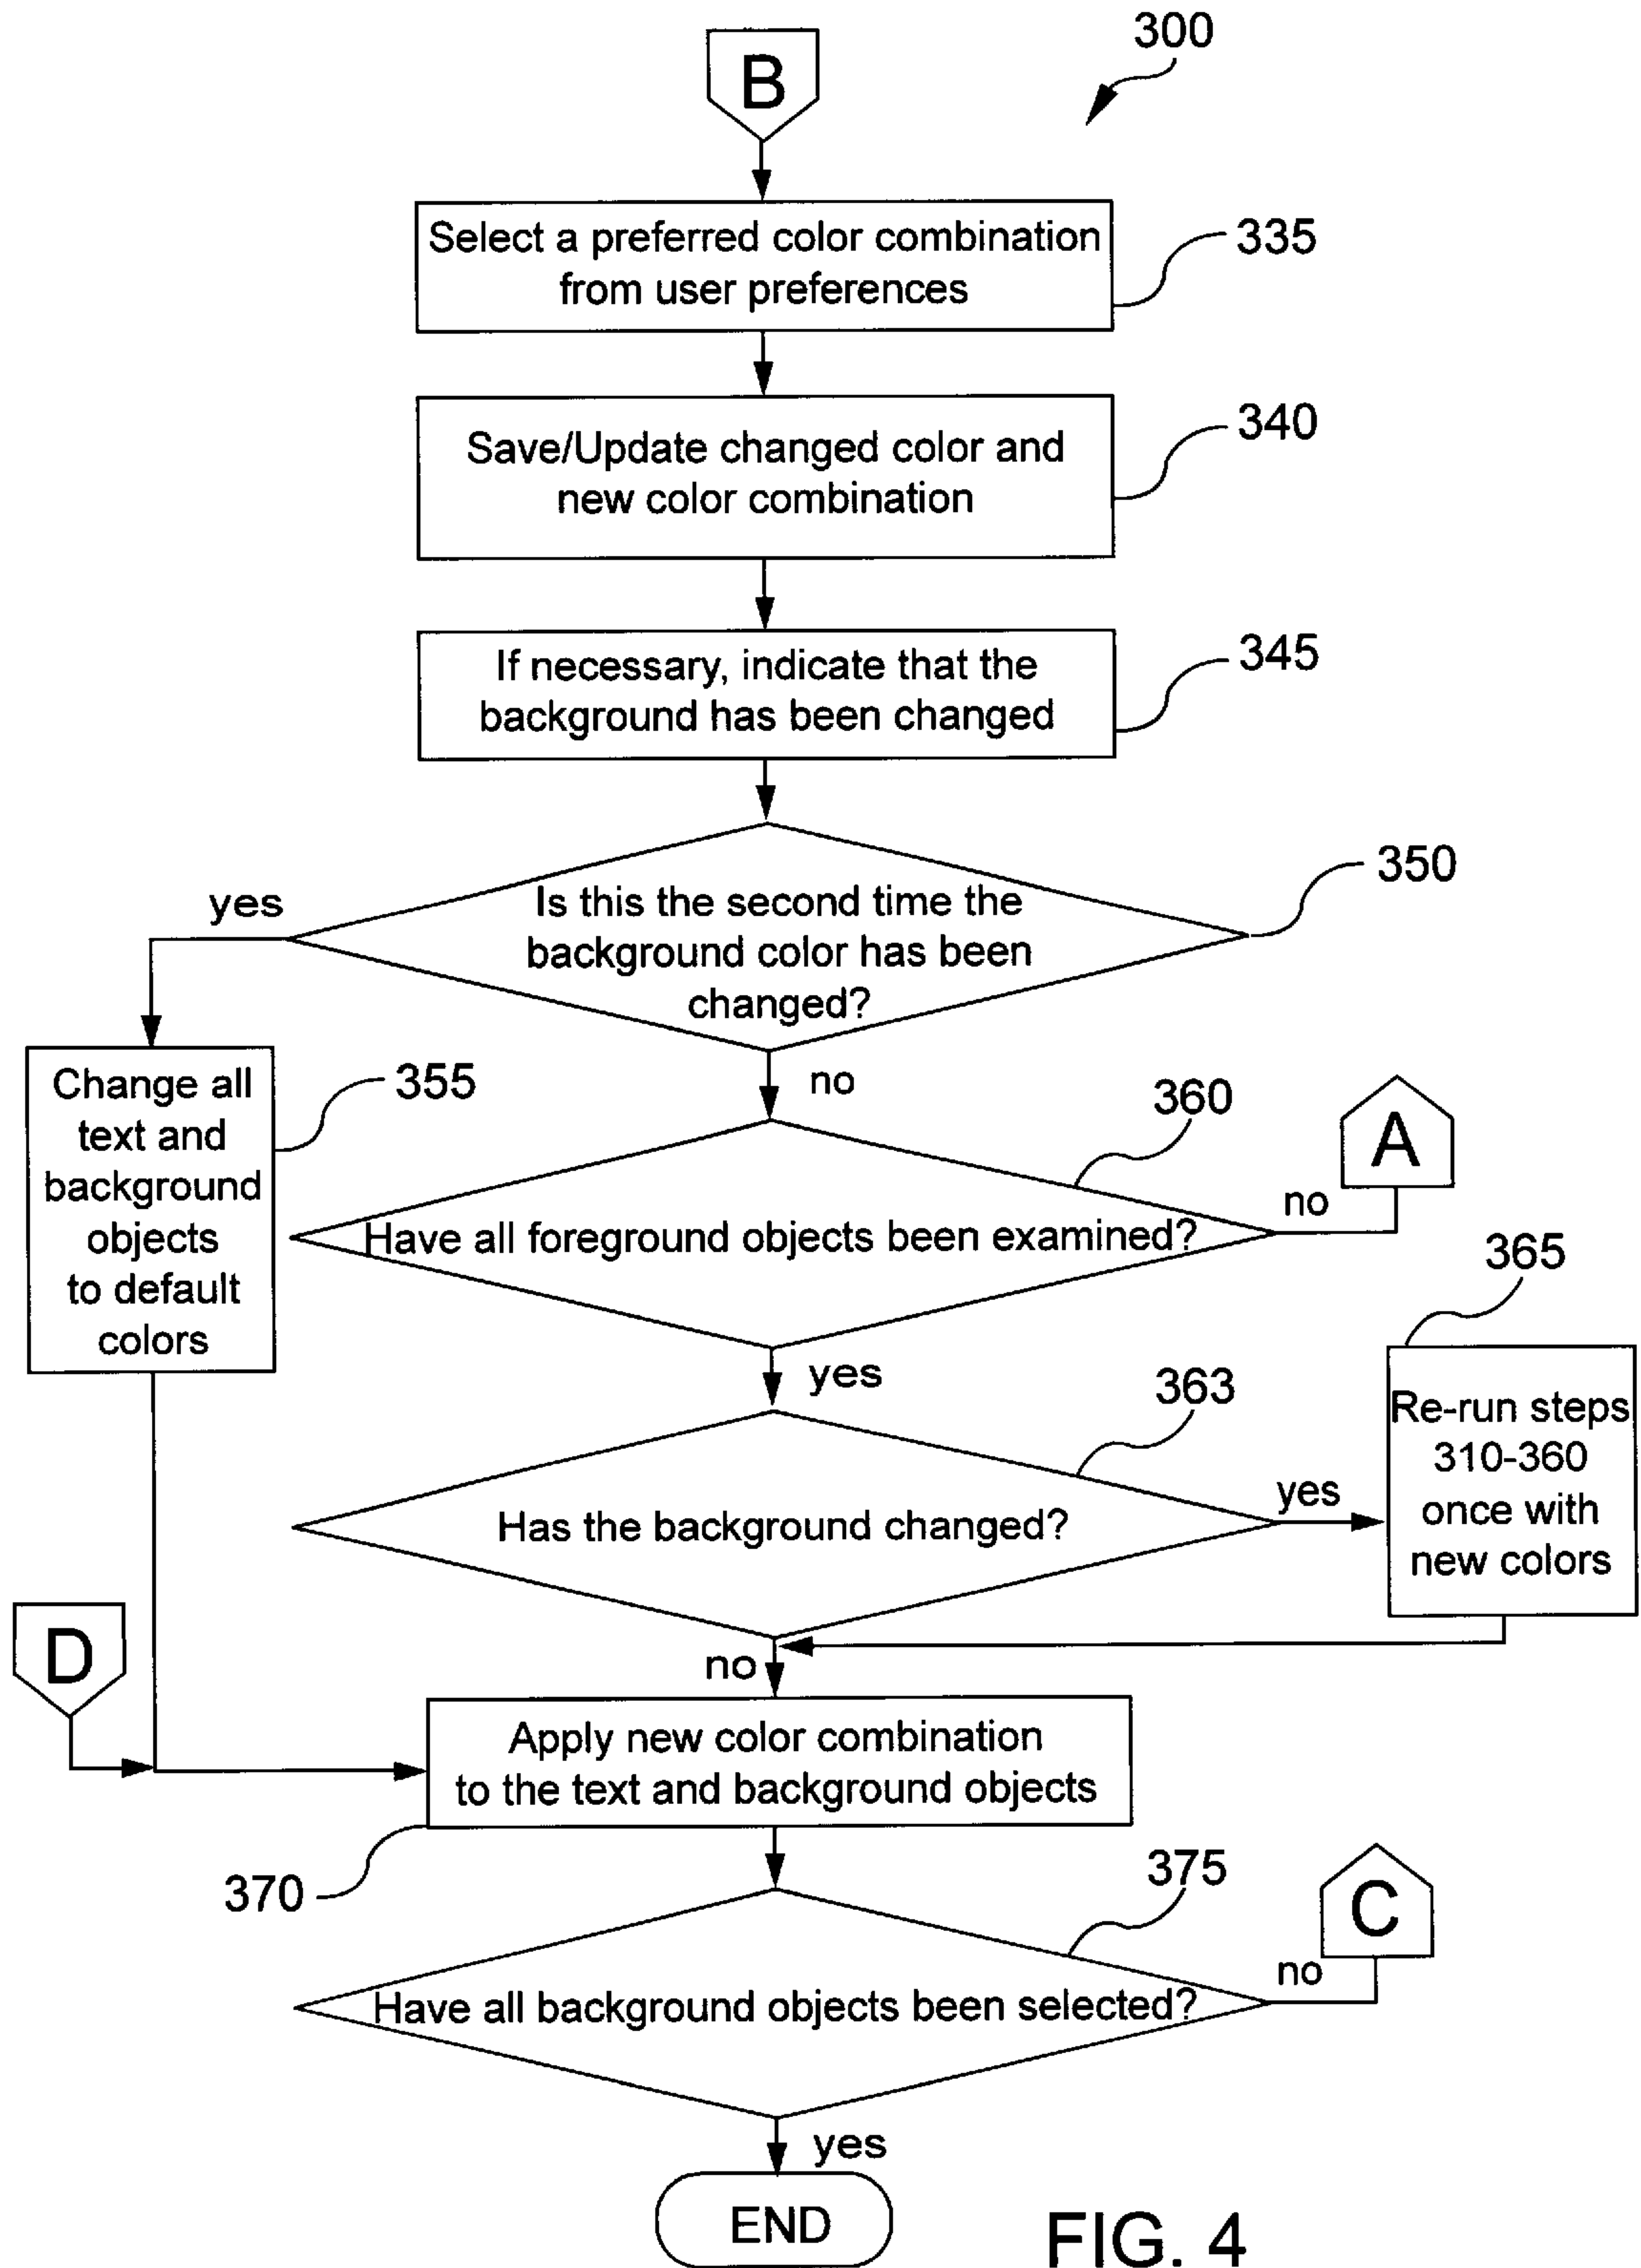 300
B
Select a preferred color combination
from user preferences
335
Save/Update changed color and
new color combination
340
If necessary, indicate that the
background has been changed
345
350
yes
Is this the second time the
background color has been
changed?
no
Change all
text and
background
objects
to default
colors
355
360
A
no
Have all foreground objects been examined?
yes
365
Re-run steps
310-360
once with
new colors
363
yes
Has the background changed?
no
D
Apply new color combination
to the text and background objects
370
375
C
no
Have all background objects been selected?
yes
END
FIG. 4